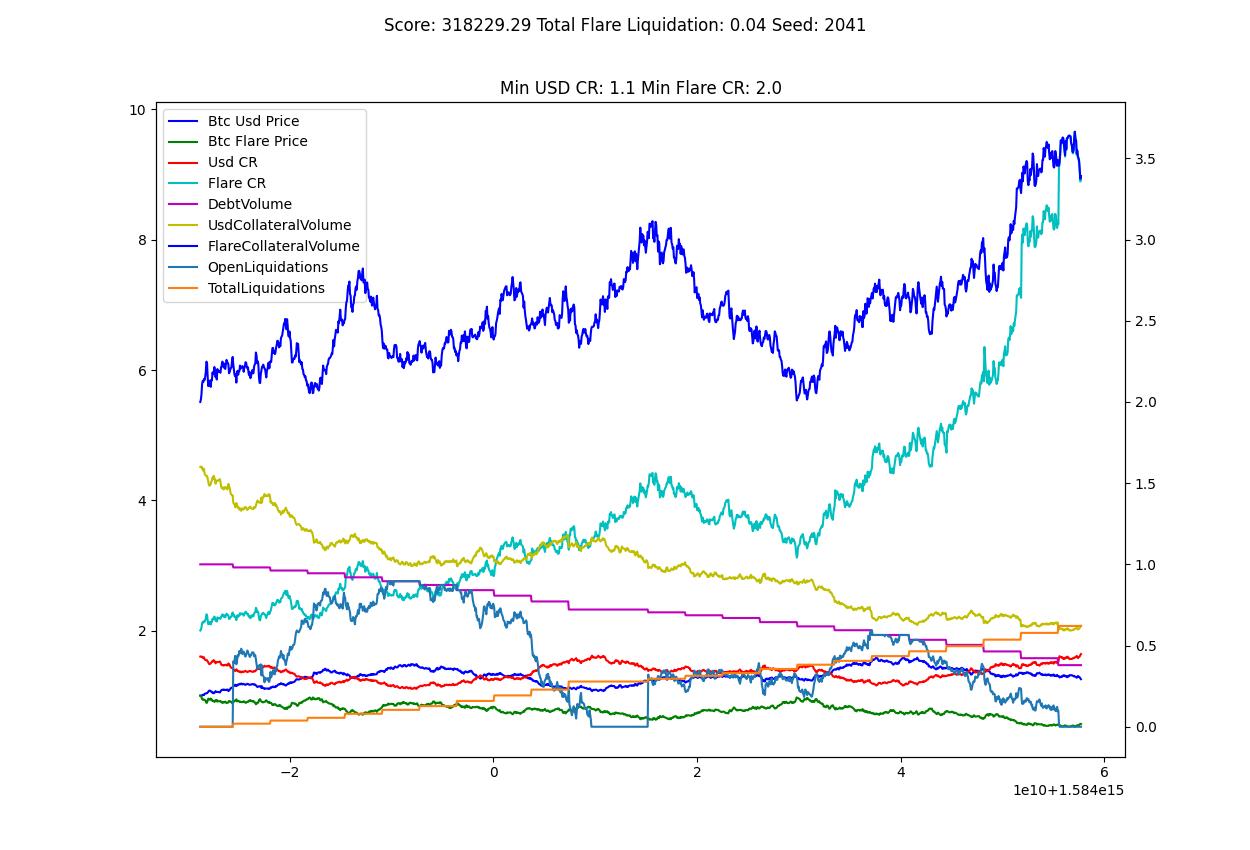 Score: 318229.29 Total Flare Liquidation: 0.04 Seed: 2041
Min USD CR: 1.1 Min Flare CR: 2.0
10
8
6
4
2
Btc Usd Price
Btc Flare Price
Usd CR
Flare CR
DebtVolume
UsdCollateralVolume
FlareCollateralVolume
OpenLiquidations
TotalLiquidations
3.5
3.0
2.5
2.0
1.5
1.0
0.5
0.0
−2 0 2 4 6
1e10+1.584e15